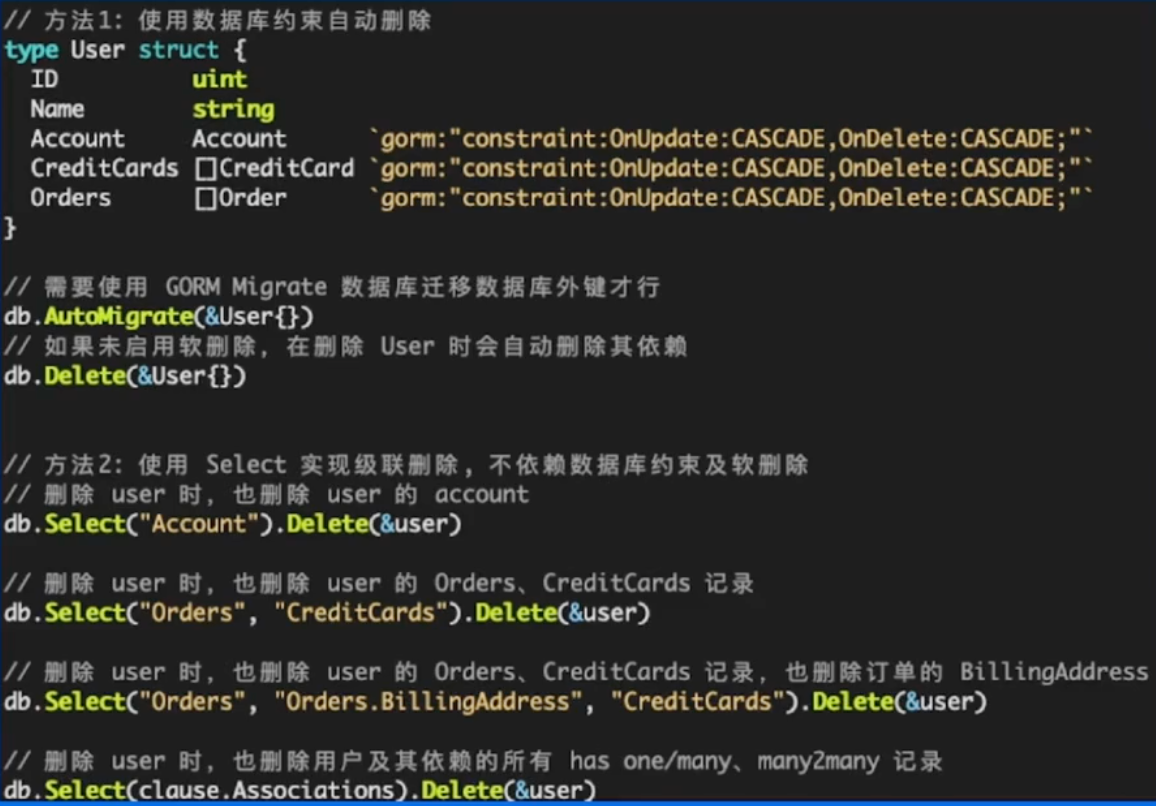 // 方法1: 使用数据库约束自动删除
type User struct {
  ID          uint
  Name        string
  Account     Account      `gorm:"constraint:OnUpdate:CASCADE,OnDelete:CASCADE;"`
  CreditCards []CreditCard `gorm:"constraint:OnUpdate:CASCADE,OnDelete:CASCADE;"`
  Orders      []Order      `gorm:"constraint:OnUpdate:CASCADE,OnDelete:CASCADE;"`
}
// 需要使用 GORM Migrate 数据库迁移数据库外键才行
db.AutoMigrate(&User{})
// 如果未启用软删除，在删除 User 时会自动删除其依赖
db.Delete(&User{})
// 方法2: 使用 Select 实现级联删除，不依赖数据库约束及软删除
// 删除 user 时，也删除 user 的 account
db.Select("Account").Delete(&user)
// 删除 user 时，也删除 user 的 Orders、CreditCards 记录
db.Select("Orders", "CreditCards").Delete(&user)
// 删除 user 时，也删除 user 的 Orders、CreditCards 记录，也删除订单的 BillingAddress
db.Select("Orders", "Orders.BillingAddress", "CreditCards").Delete(&user)
// 删除 user 时，也删除用户及其依赖的所有 has one/many、many2many 记录
db.Select(clause.Associations).Delete(&user)